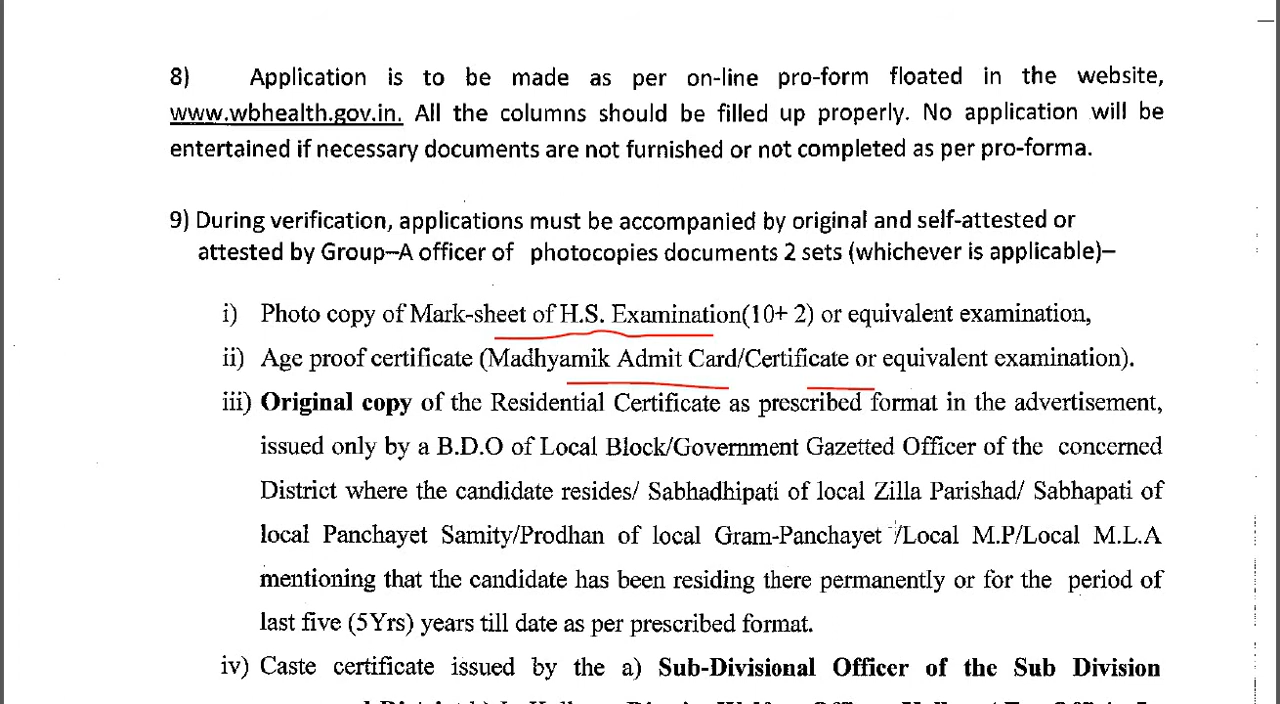 8) Application is to be made as per on-line pro-form floated in the website,
www.wbhealth.gov.in. All the columns should be filled up properly. No application will be
entertained if necessary documents are not furnished or not completed as per pro-forma.
9) During verification, applications must be accompanied by original and self-attested or
attested by Group–A officer of photocopies documents 2 sets (whichever is applicable)–
i) Photo copy of Mark-sheet of H.S. Examination(10+ 2) or equivalent examination,
ii) Age proof certificate (Madhyamik Admit Card/Certificate or equivalent examination).
iii) Original copy of the Residential Certificate as prescribed format in the advertisement,
issued only by a B.D.O of Local Block/Government Gazetted Officer of the concerned
District where the candidate resides/ Sabhadhipati of local Zilla Parishad/ Sabhapati of
local Panchayet Samity/Prodhan of local Gram-Panchayet /Local M.P/Local M.L.A
mentioning that the candidate has been residing there permanently or for the period of
last five (5Yrs) years till date as per prescribed format.
iv) Caste certificate issued by the a) Sub-Divisional Officer of the Sub Division